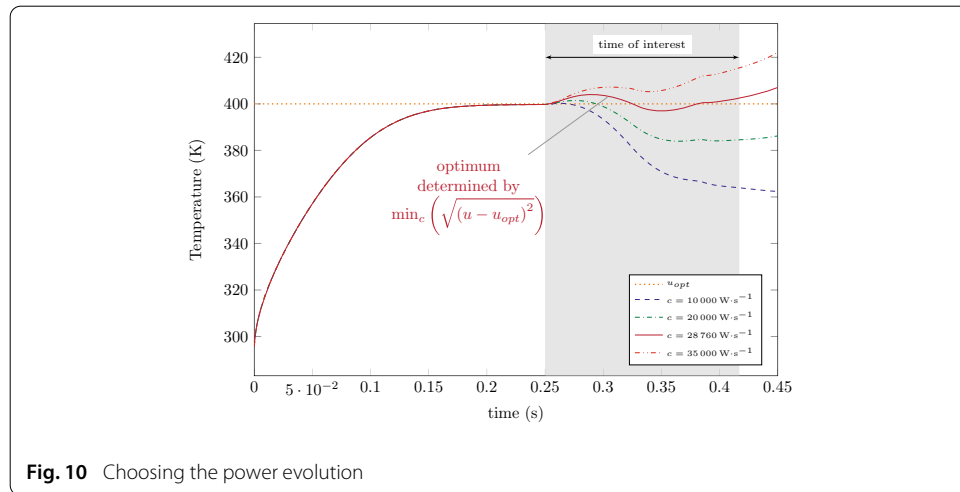 420
400
380
360
340
320
300
Temperature (K)
time of interest
optimum
determined by
min_c (√(u − u_opt)²)
u_opt
c = 10 000 W·s⁻¹
c = 20 000 W·s⁻¹
c = 28 760 W·s⁻¹
c = 35 000 W·s⁻¹
0 5 · 10⁻² 0.1 0.15 0.2 0.25 0.3 0.35 0.4 0.45
time (s)
Fig. 10 Choosing the power evolution